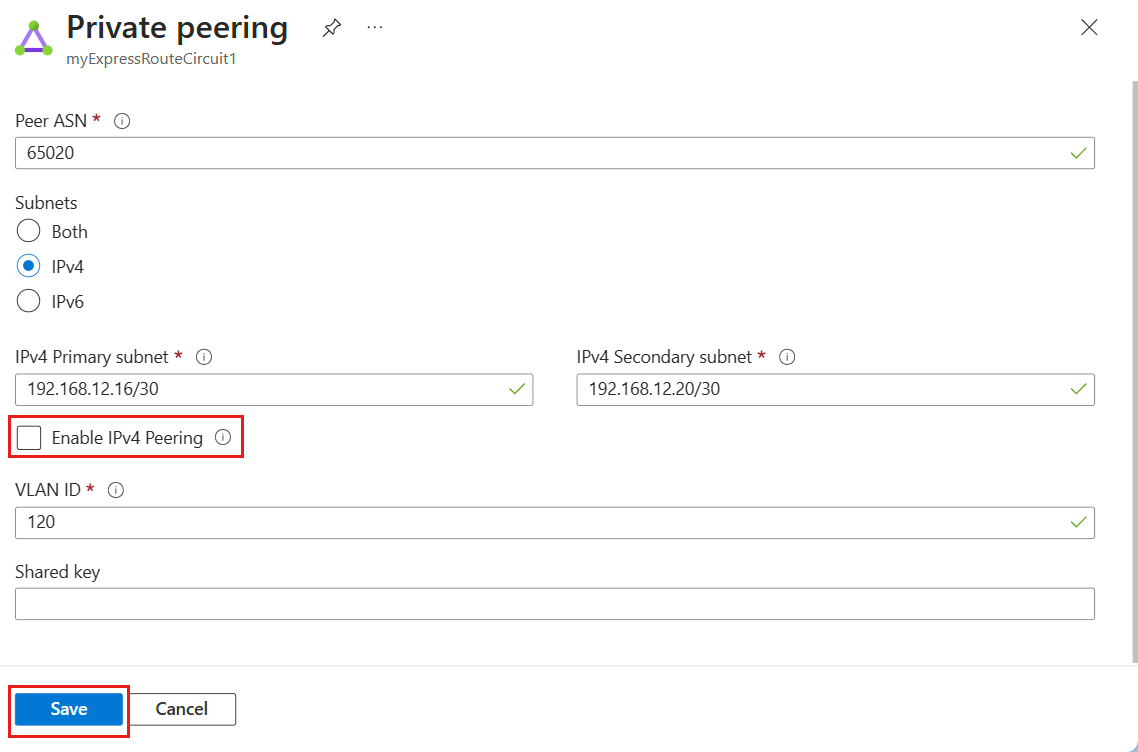 Private peering
myExpressRouteCircuit1
Peer ASN *
65020
Subnets
Both
IPv4
IPv6
IPv4 Primary subnet * IPv4 Secondary subnet *
192.168.12.16/30 192.168.12.20/30
Enable IPv4 Peering
VLAN ID *
120
Shared key
Save Cancel